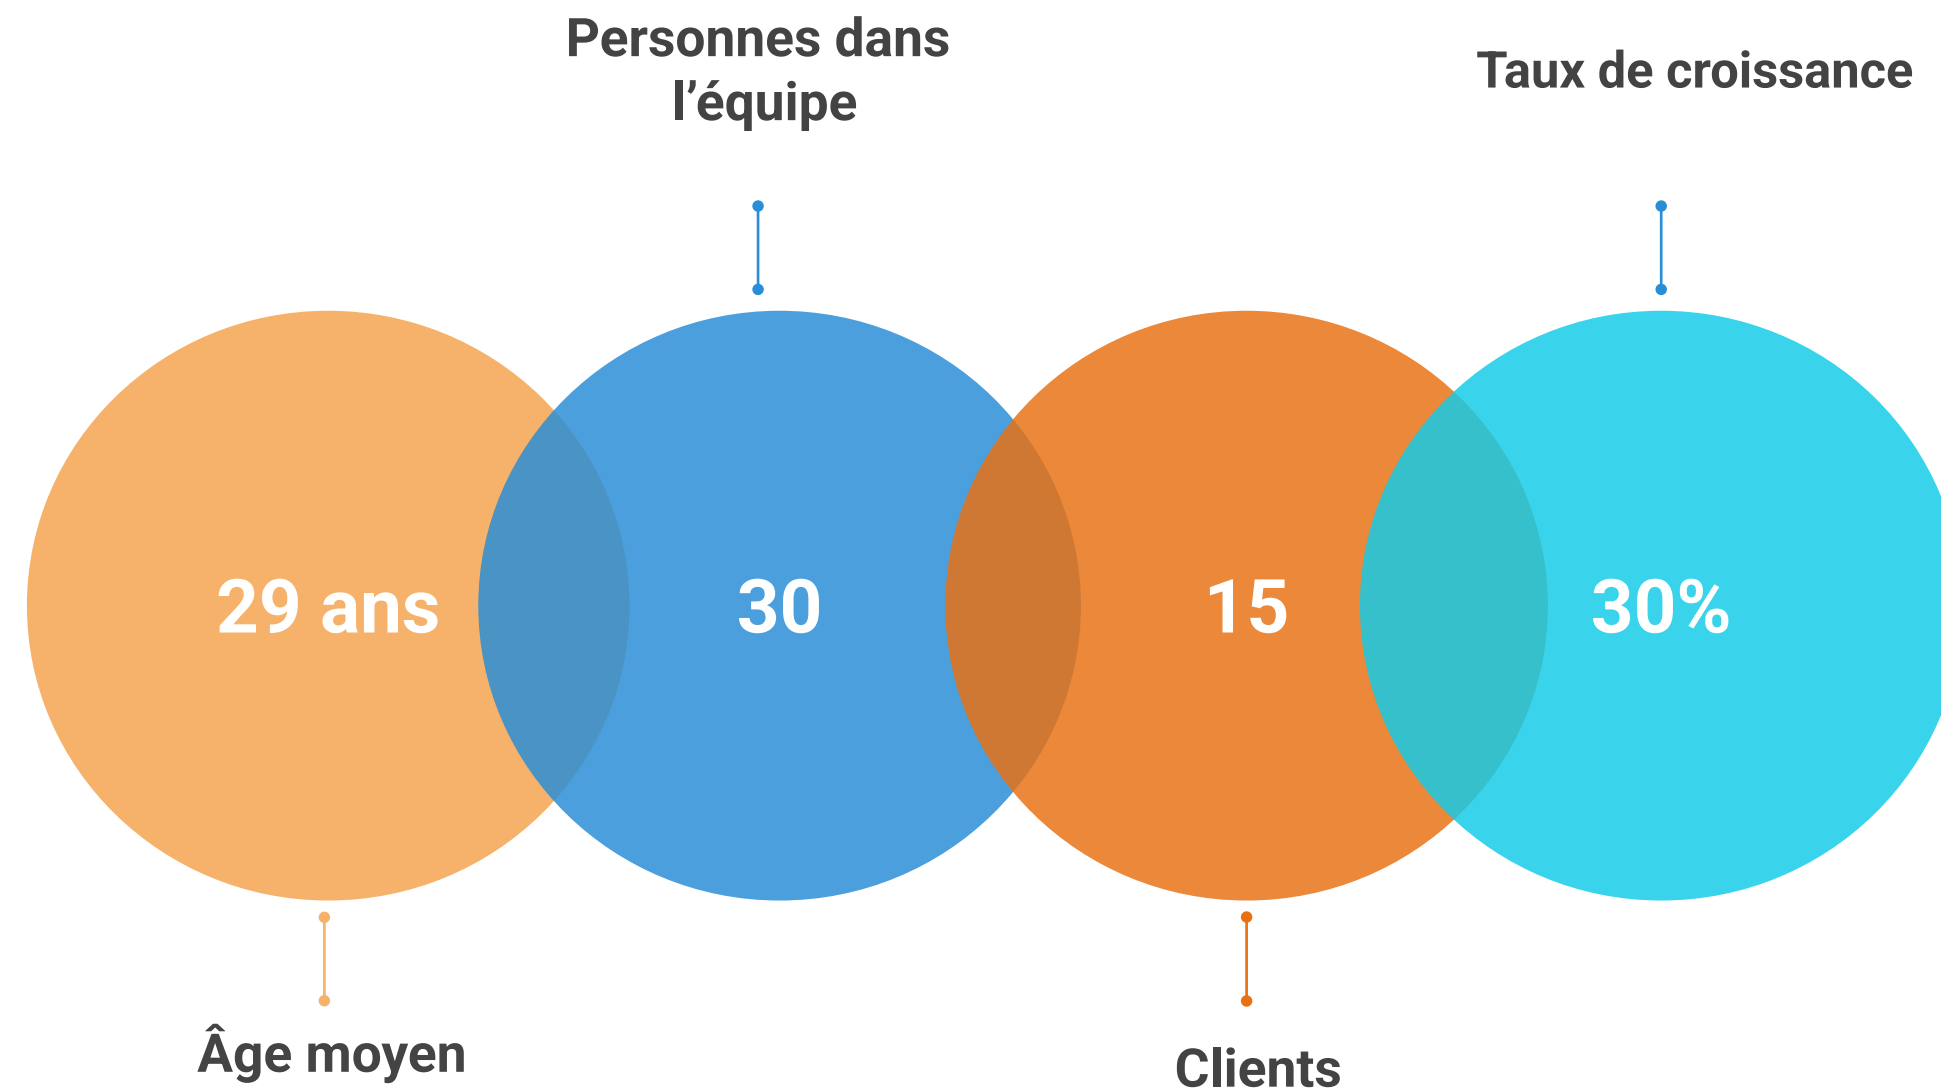 Personnes dans
l’équipe
Taux de croissance
29 ans
30
15
30%
Âge moyen
Clients